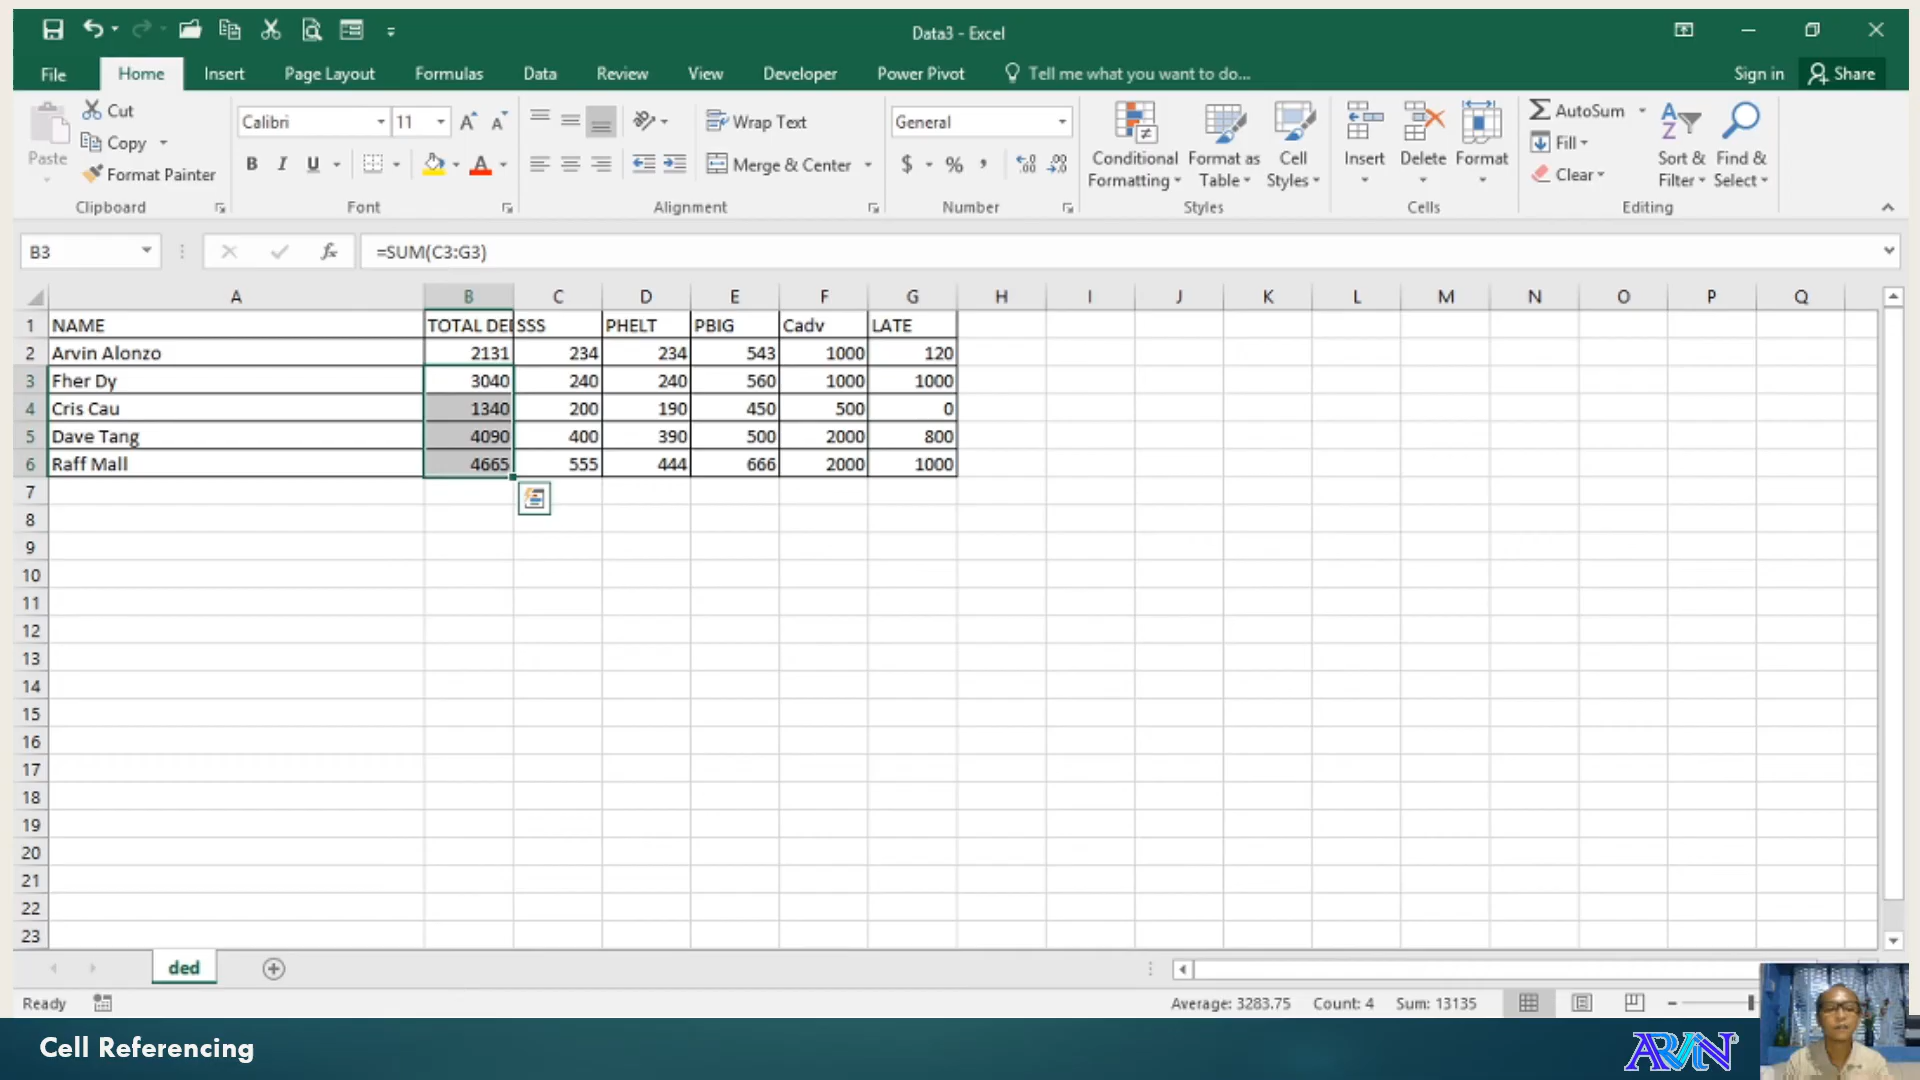 Data3 - Excel
File Home Insert Page Layout Formulas Data Review View Developer Power Pivot Tell me what you want to do... Sign in Share
Paste
Cut
Copy
Format Painter
Clipboard
Calibri 11
B I U A
Font
Wrap Text
Merge & Center
Alignment
General
$ % ,
Number
Conditional Formatting
Format as Table
Cell Styles
Styles
Insert Delete Format
Cells
AutoSum
Fill
Clear
Sort & Filter
Find & Select
Editing
B3 fx =SUM(C3:G3)
A B C D E F G H I J K L M N O P Q
1 NAME TOTAL DED SSS PHELT PBIG Cadv LATE
2 Arvin Alonzo 2131 234 234 543 1000 120
3 Fher Dy 3040 240 240 560 1000 1000
4 Cris Cau 1340 200 190 450 500 0
5 Dave Tang 4090 400 390 500 2000 800
6 Raff Mall 4665 555 444 666 2000 1000
7
8
9
10
11
12
13
14
15
16
17
18
19
20
21
22
23
ded
Ready Average: 3283.75 Count: 4 Sum: 13135
Cell Referencing
ARVIN